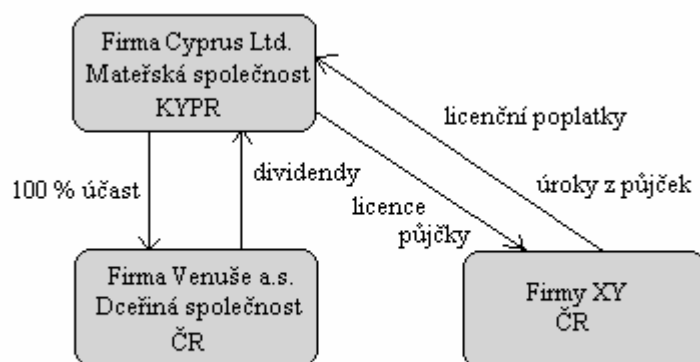 Firma Cyprus Ltd.
Mateřská společnost
KYPR
licenční poplatky
100 % účast
dividendy
úroky z půjček
licence
půjčky
Firma Venuše a.s.
Dceřiná společnost
ČR
Firmy XY
ČR